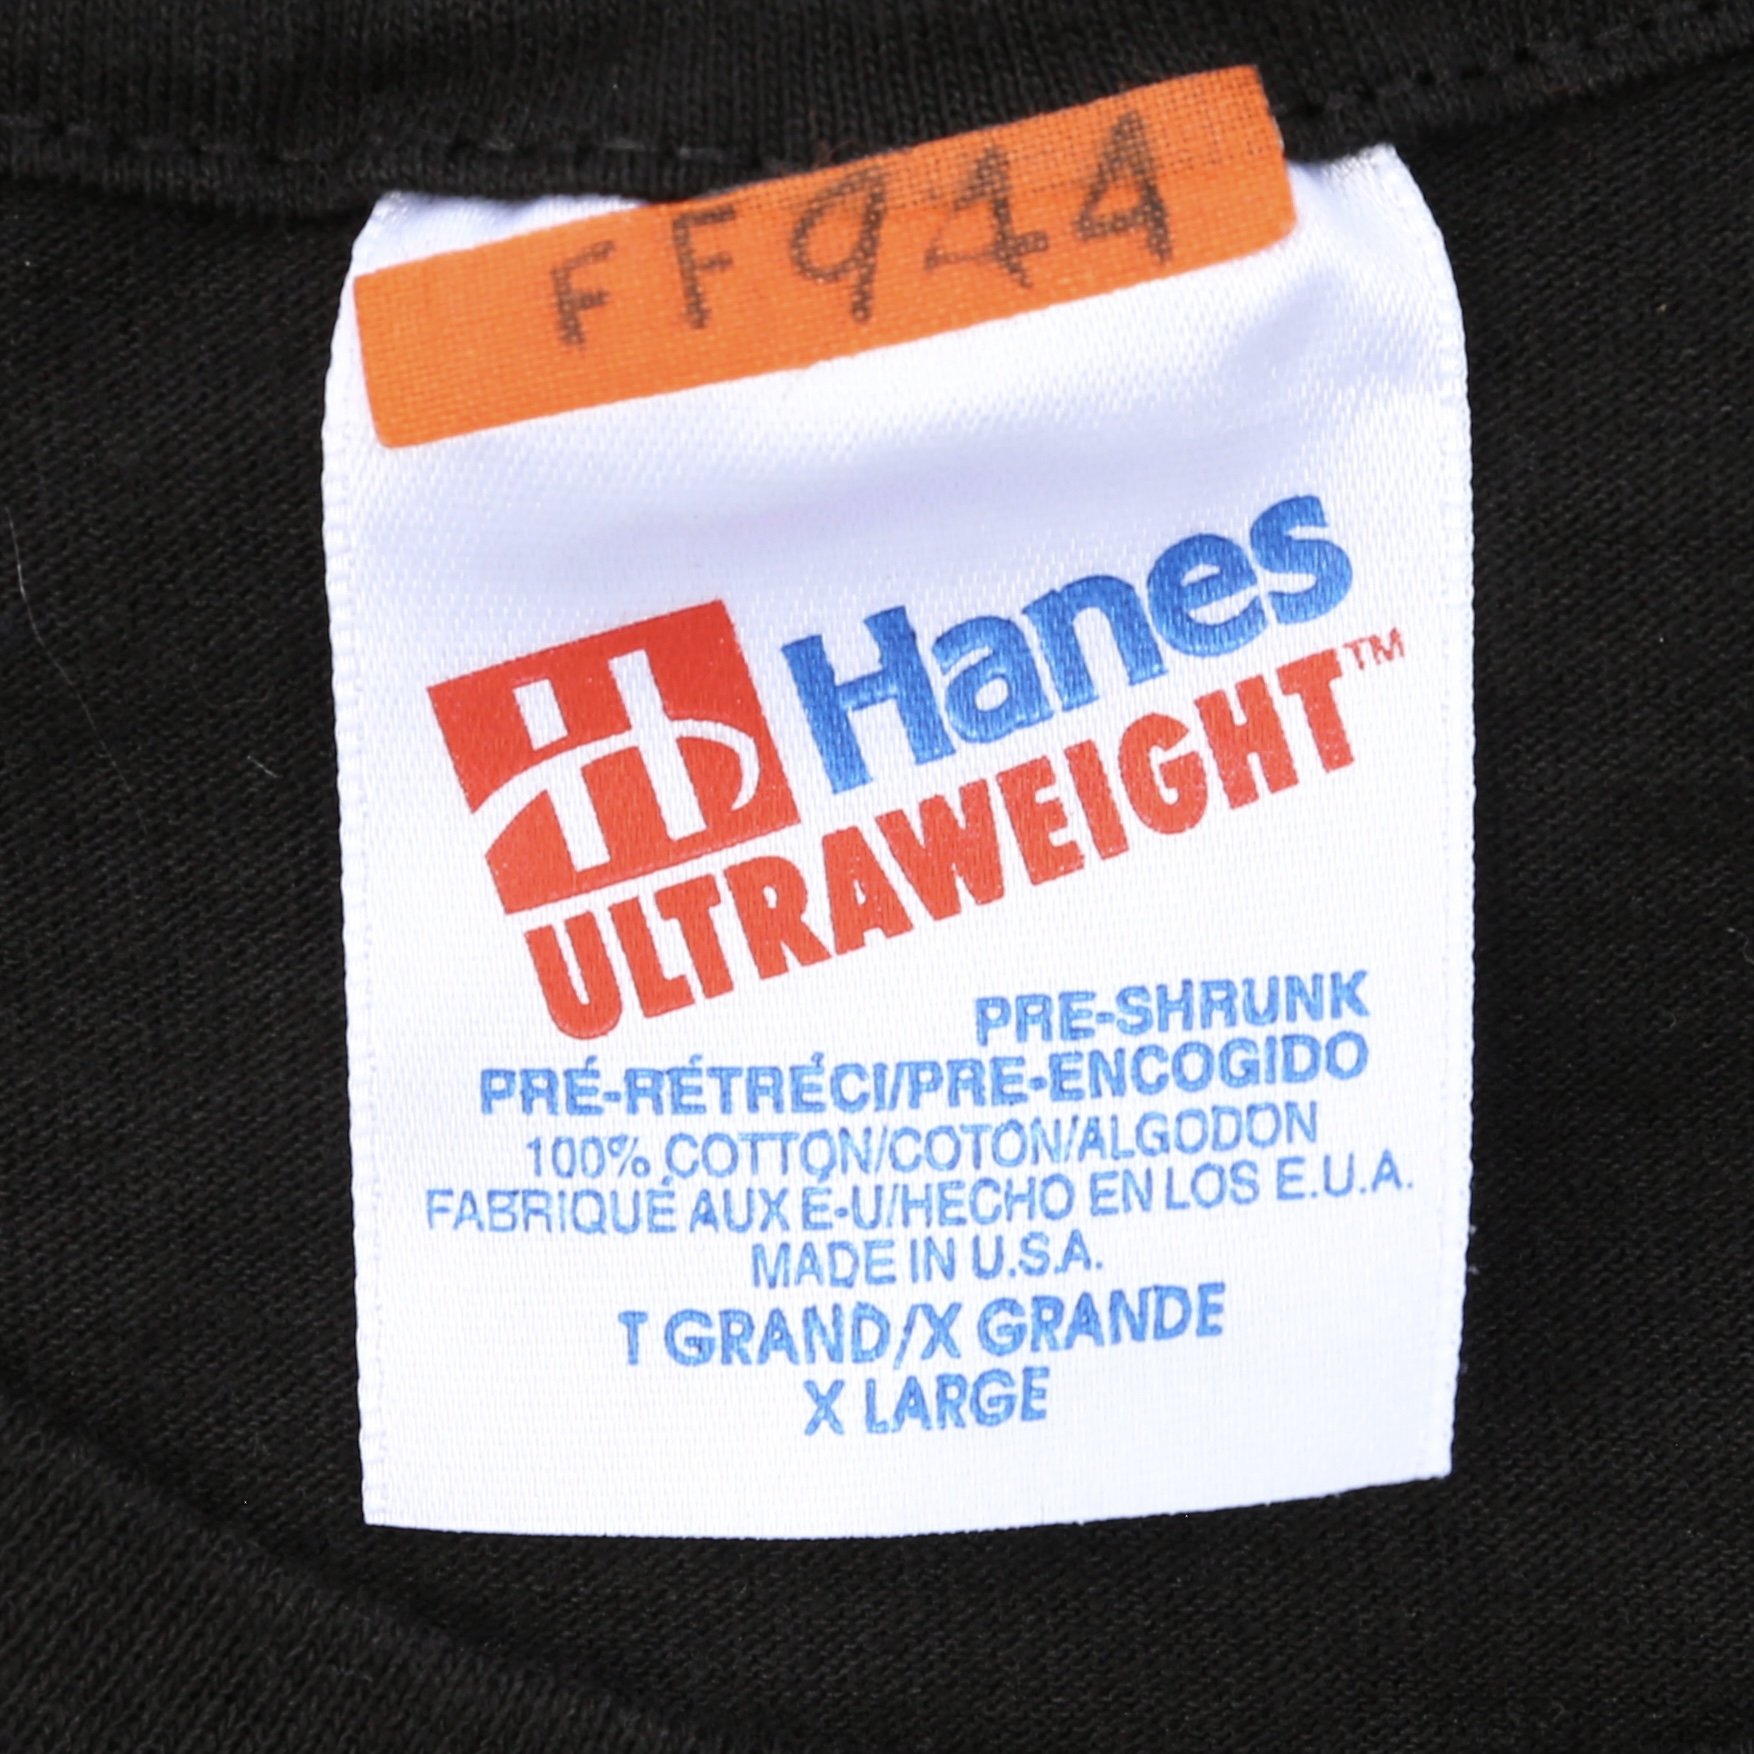 FF944
Hanes
ULTRAWEIGHT™
PRE-SHRUNK
PRÉ-RÉTRÉCI/PRE-ENCOGIDO
100% COTTON/COTON/ALGODON
FABRIQUÉ AUX É-U/HECHO EN LOS E.U.A.
MADE IN U.S.A.
T GRAND/X GRANDE
X LARGE